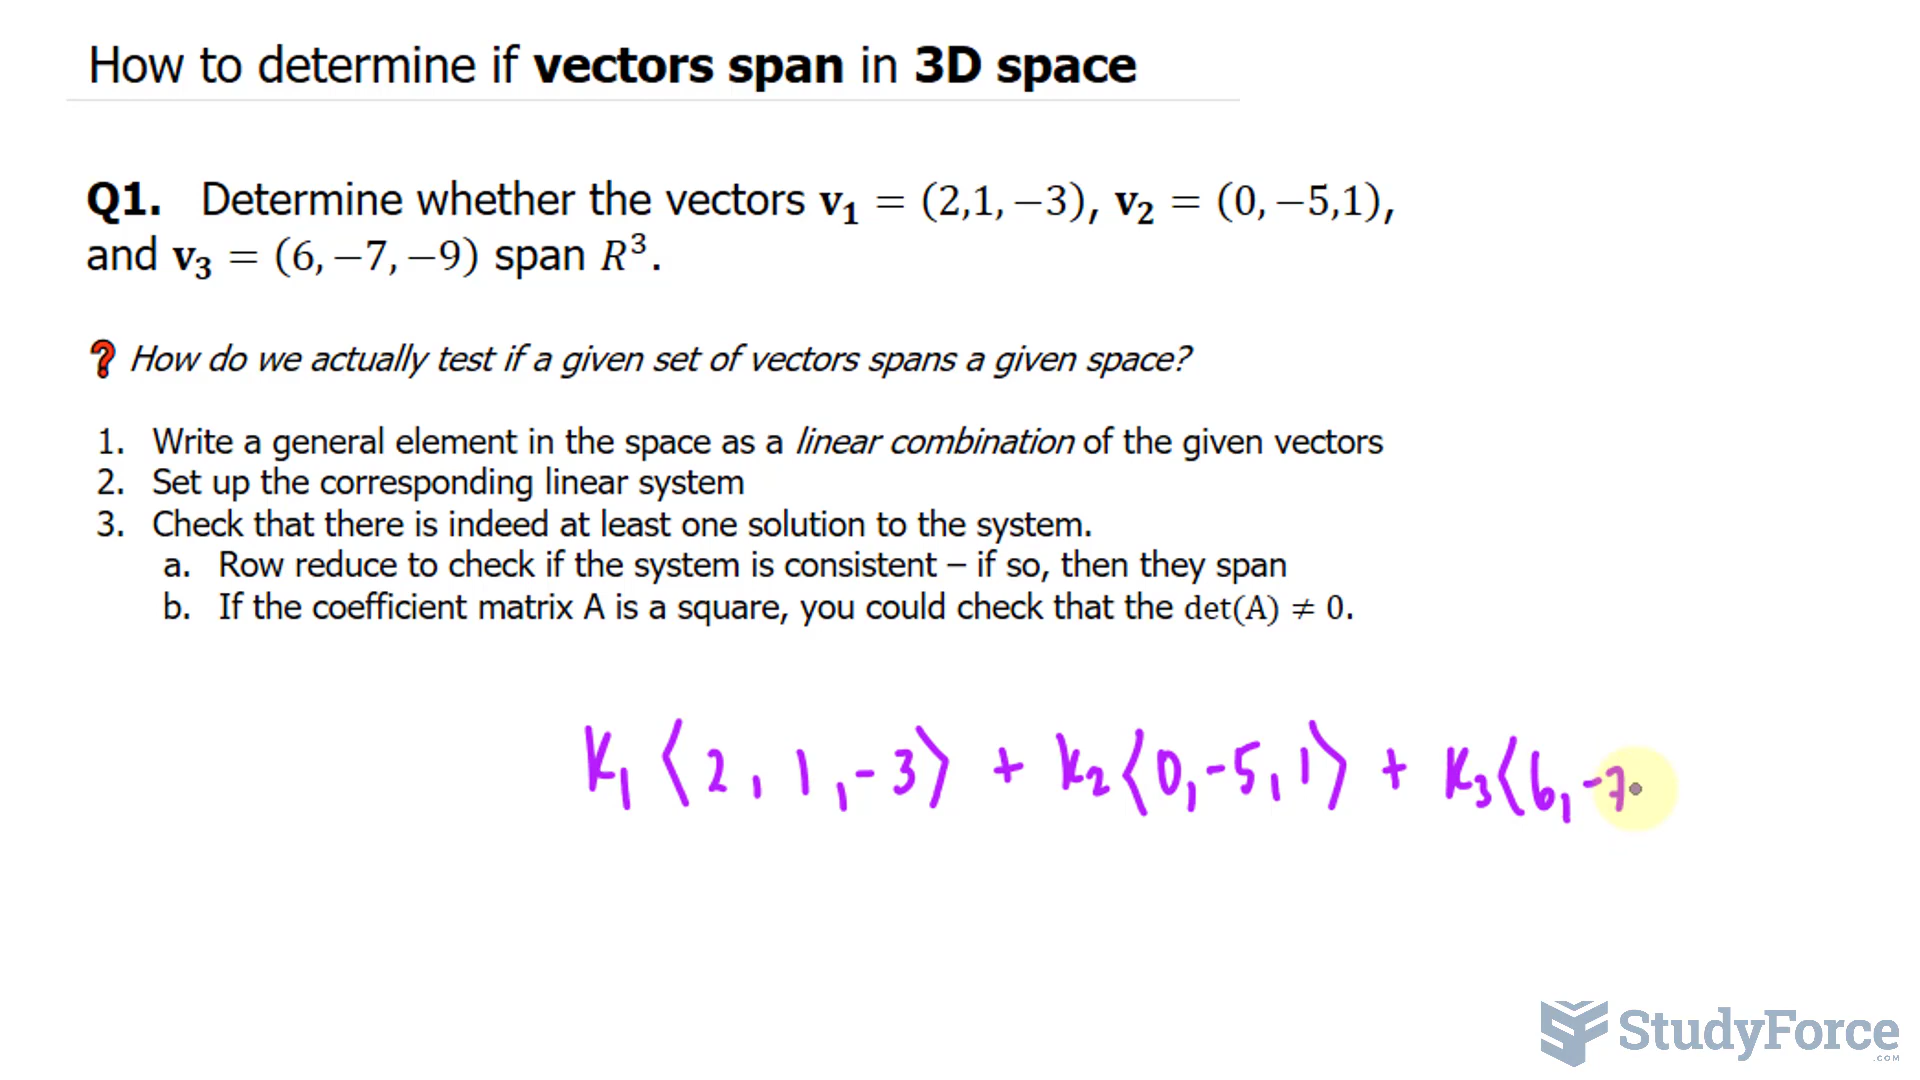 How to determine if vectors span in 3D space
Q1. Determine whether the vectors v₁ = (2,1, −3), v₂ = (0, −5,1),
and v₃ = (6, −7, −9) span R³.
❓ How do we actually test if a given set of vectors spans a given space?
1. Write a general element in the space as a linear combination of the given vectors
2. Set up the corresponding linear system
3. Check that there is indeed at least one solution to the system.
a. Row reduce to check if the system is consistent – if so, then they span
b. If the coefficient matrix A is a square, you could check that the det(A) ≠ 0.
K₁ ⟨2, 1, -3⟩ + K₂⟨0, -5, 1⟩ + K₃⟨6, -7
StudyForce
.COM